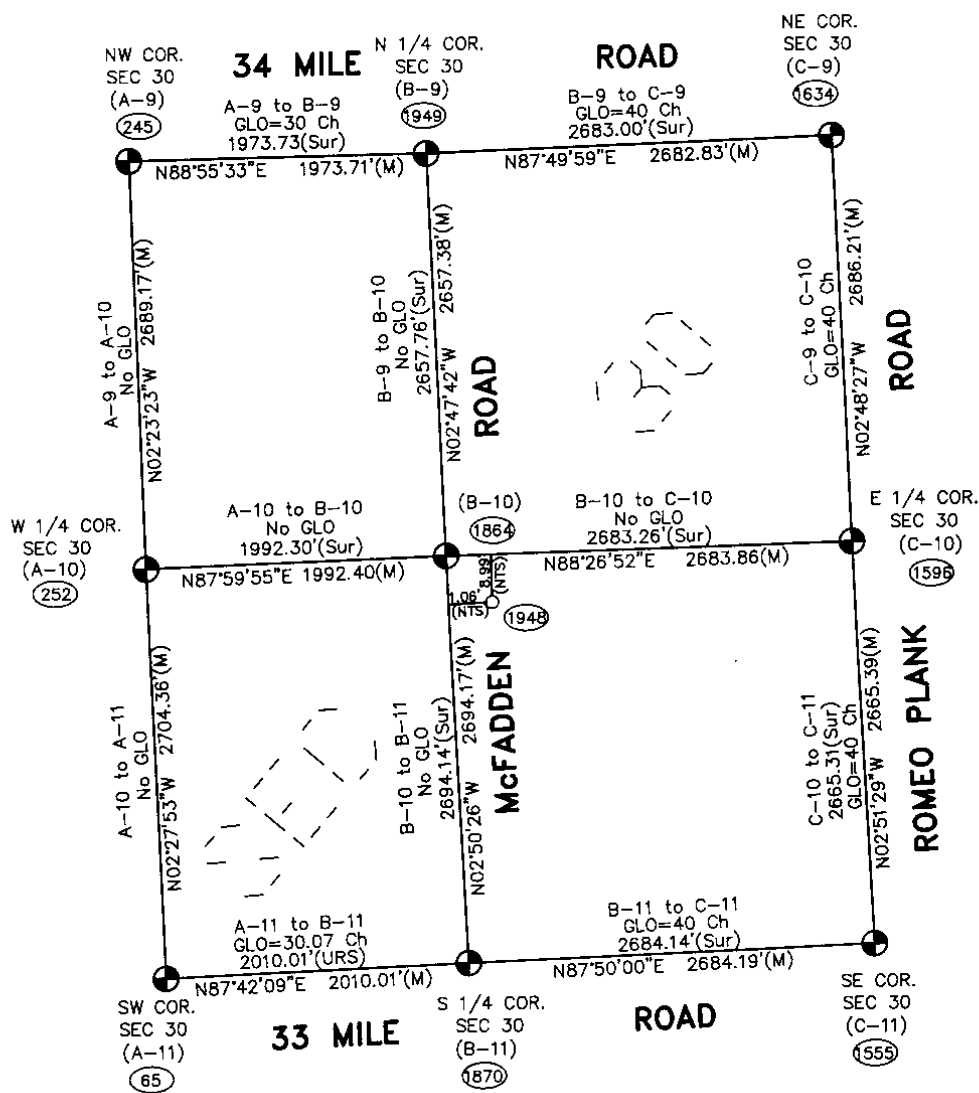 NW COR.
SEC 30
(A-9)
245
34 MILE
N 1/4 COR.
SEC 30
(B-9)
1949
ROAD
NE COR.
SEC 30
(C-9)
1634
A-9 to B-9
GLO=30 Ch
1973.73(Sur)
N88°55'33"E 1973.71'(M)
B-9 to C-9
GLO=40 Ch
2683.00'(Sur)
N87°49'59"E 2682.83'(M)
A-9 to A-10
No GLO
N02°23'23"W 2689.17'(M)
B-9 to B-10
No GLO
2657.76'(Sur)
N02°47'42"W 2657.38'(M)
ROAD
C-9 to C-10
GLO=40 Ch
N02°48'27"W 2686.21'(M)
ROAD
W 1/4 COR.
SEC 30
(A-10)
252
A-10 to B-10
No GLO
1992.30'(Sur)
N87°59'55"E 1992.40(M)
(B-10)
1864
B-10 to C-10
No GLO
2683.26'(Sur)
N88°26'52"E 2683.86(M)
E 1/4 COR.
SEC 30
(C-10)
1596
8.99'
(NTS)
1.06'
(NTS)
1948
A-10 to A-11
No GLO
N02°27'53"W 2704.36'(M)
B-10 to B-11
No GLO
2694.14'(Sur)
N02°50'26"W 2694.17'(M)
McFADDEN
C-10 to C-11
2665.31(Sur)
GLO=40 Ch
N02°51'29"W 2665.39(M)
ROMEO PLANK
A-11 to B-11
GLO=30.07 Ch
2010.01'(URS)
N87°42'09"E 2010.01'(M)
B-11 to C-11
GLO=40 Ch
2684.14'(Sur)
N87°50'00"E 2684.19'(M)
SW COR.
SEC 30
(A-11)
65
33 MILE
S 1/4 COR.
SEC 30
(B-11)
1870
ROAD
SE COR.
SEC 30
(C-11)
1555